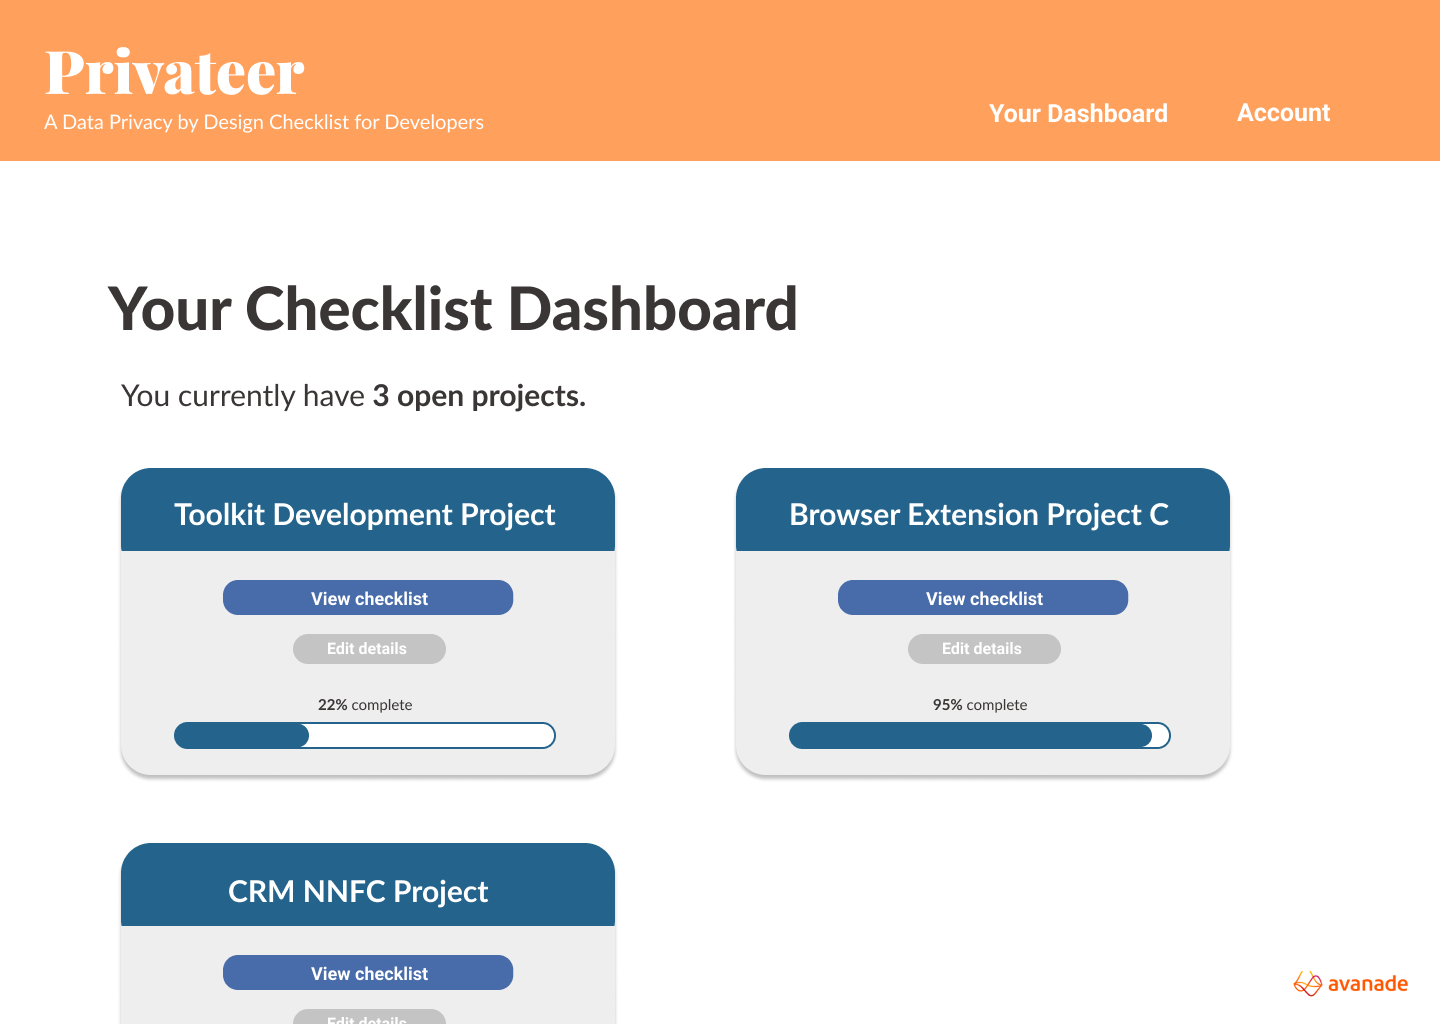 Privateer
A Data Privacy by Design Checklist for Developers
Your Dashboard
Account
Your Checklist Dashboard
You currently have 3 open projects.
Toolkit Development Project
View checklist
Edit details
22% complete
Browser Extension Project C
View checklist
Edit details
95% complete
CRM NNFC Project
View checklist
Edit details
avanade